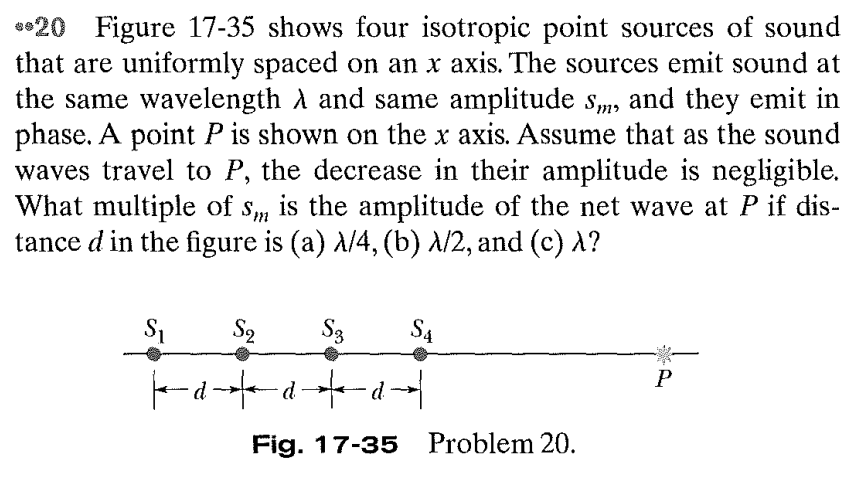 ••20 Figure 17-35 shows four isotropic point sources of sound
that are uniformly spaced on an x axis. The sources emit sound at
the same wavelength λ and same amplitude sₘ, and they emit in
phase. A point P is shown on the x axis. Assume that as the sound
waves travel to P, the decrease in their amplitude is negligible.
What multiple of sₘ is the amplitude of the net wave at P if dis-
tance d in the figure is (a) λ/4, (b) λ/2, and (c) λ?
S₁ S₂ S₃ S₄
P
d d d
Fig. 17-35 Problem 20.